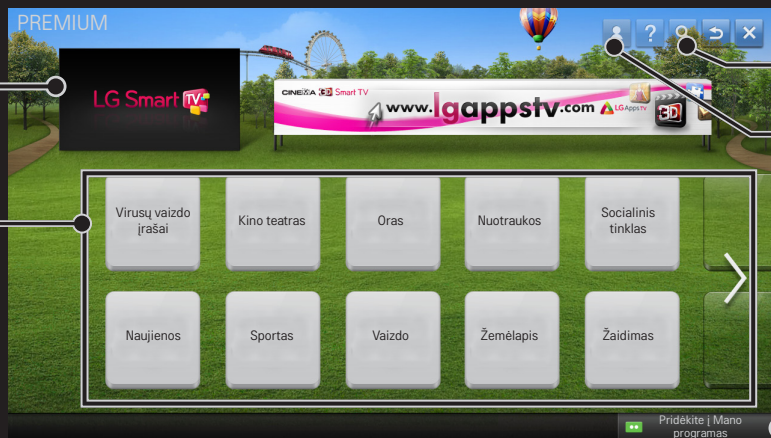 PREMIUM
?
LG Smart TV
CINEMA 3D Smart TV
www.lgappstv.com LG Apps TV
3D
Virusų vaizdo
įrašai
Kino teatras
Oras
Nuotraukos
Socialinis
tinklas
Naujienos
Sportas
Vaizdo
Žemėlapis
Žaidimas
Pridėkite į Mano
programas